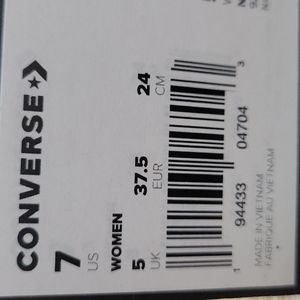 CONVERSE
7
US
WOMEN
5
UK
37.5
EUR
24
CM
1 94433 04704 3
MADE IN VIETNAM
FABRIQUÉ AU VIETNAM